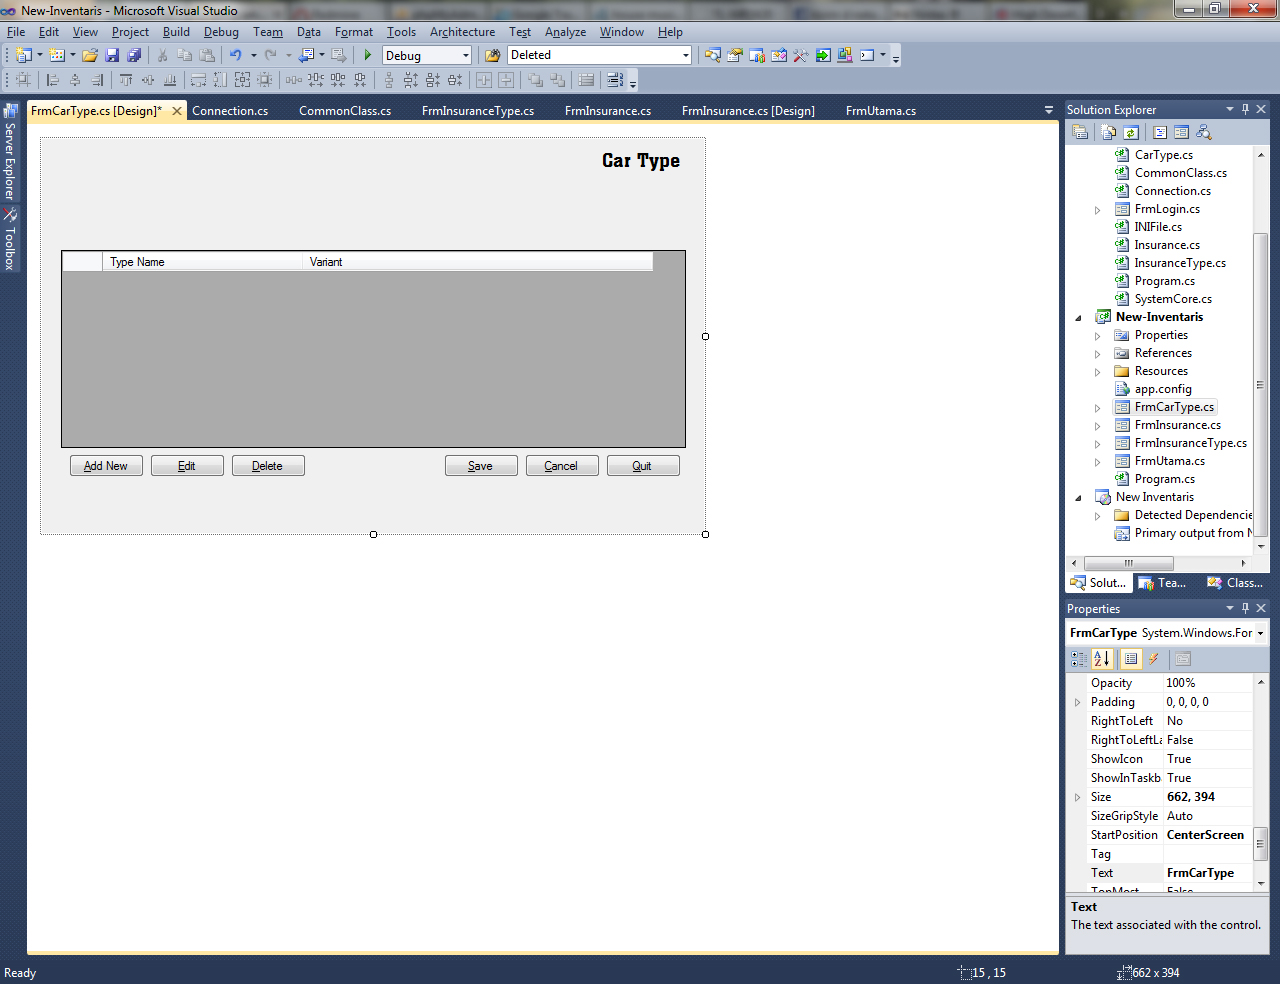 New-Inventaris - Microsoft Visual Studio
File Edit View Project Build Debug Team Data Format Tools Architecture Test Analyze Window Help
Debug Deleted
FrmCarType.cs [Design]* Connection.cs CommonClass.cs FrmInsuranceType.cs FrmInsurance.cs FrmInsurance.cs [Design] FrmUtama.cs
Server Explorer
Toolbox
Car Type
Type Name Variant
Add New Edit Delete Save Cancel Quit
Solution Explorer
CarType.cs
CommonClass.cs
Connection.cs
FrmLogin.cs
INIFile.cs
Insurance.cs
InsuranceType.cs
Program.cs
SystemCore.cs
New-Inventaris
Properties
References
Resources
app.config
FrmCarType.cs
FrmInsurance.cs
FrmInsuranceType.cs
FrmUtama.cs
Program.cs
New Inventaris
Detected Dependencie
Primary output from N
Solut... Tea... Class...
Properties
FrmCarType System.Windows.For
Opacity 100%
Padding 0, 0, 0, 0
RightToLeft No
RightToLeftLa False
ShowIcon True
ShowInTaskb True
Size 662, 394
SizeGripStyle Auto
StartPosition CenterScreen
Tag
Text FrmCarType
TopMost False
Text
The text associated with the control.
Ready 15 , 15 662 x 394